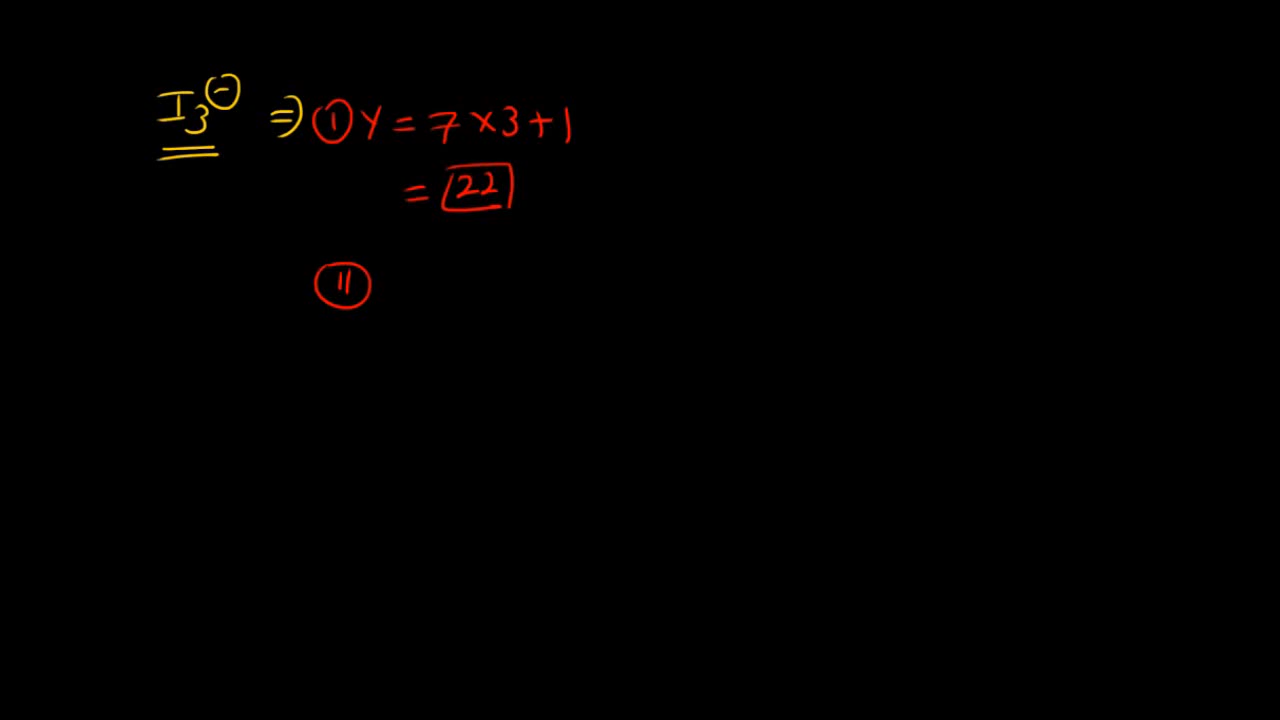 I₃⊖ ⇒ ① Y = 7 × 3 + 1
= 22
⑪